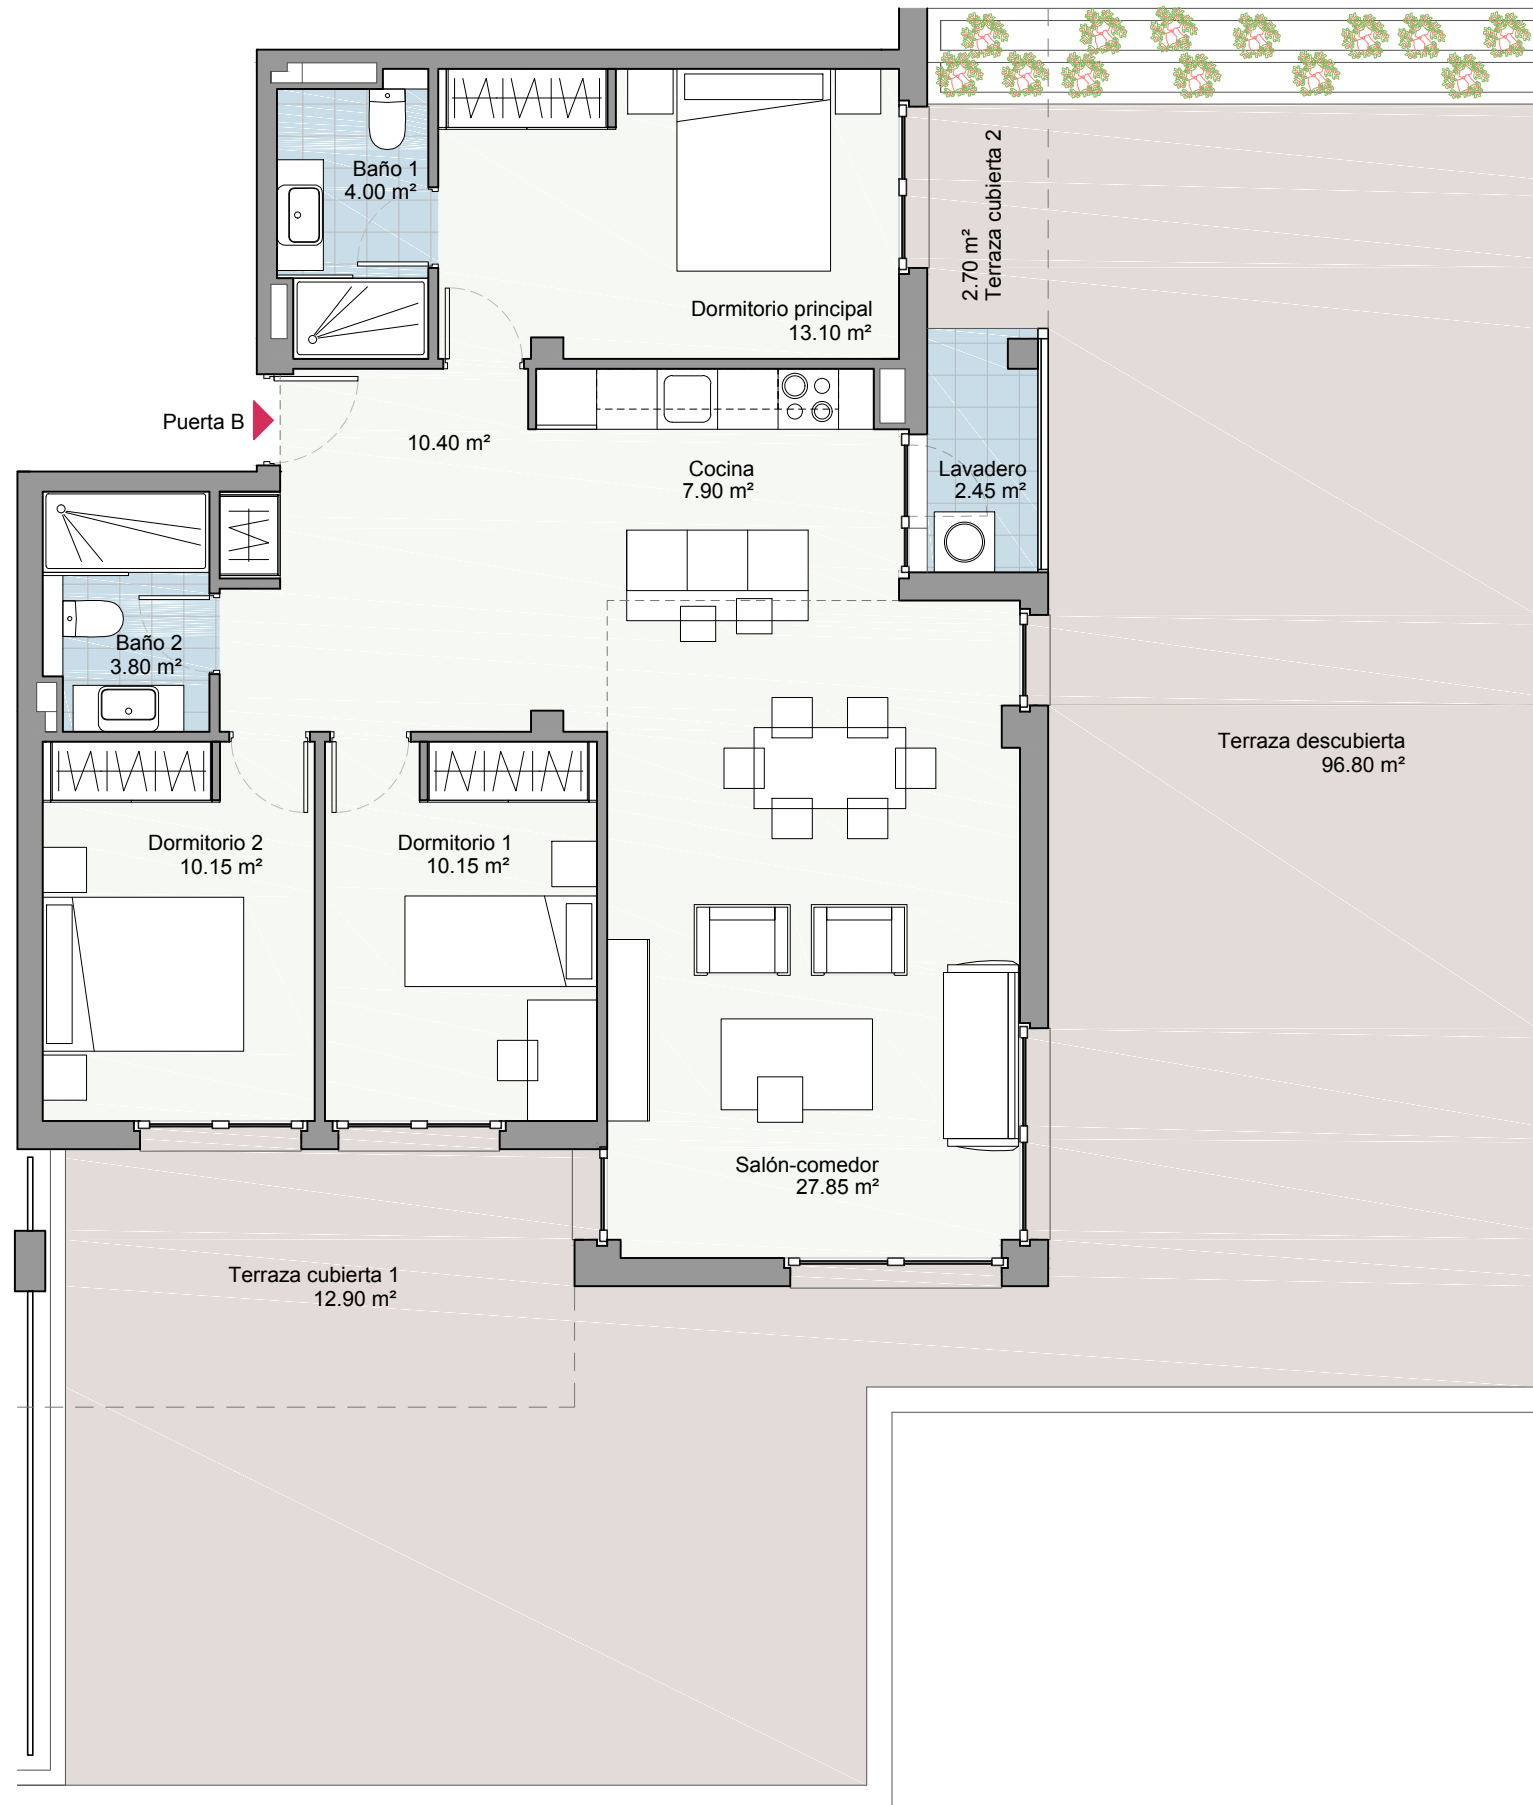 Baño 1
4.00 m²
2.70 m²
Terraza cubierta 2
Dormitorio principal
13.10 m²
Puerta B
10.40 m²
Cocina
7.90 m²
Lavadero
2.45 m²
Baño 2
3.80 m²
Terraza descubierta
96.80 m²
Dormitorio 2
10.15 m²
Dormitorio 1
10.15 m²
Salón-comedor
27.85 m²
Terraza cubierta 1
12.90 m²